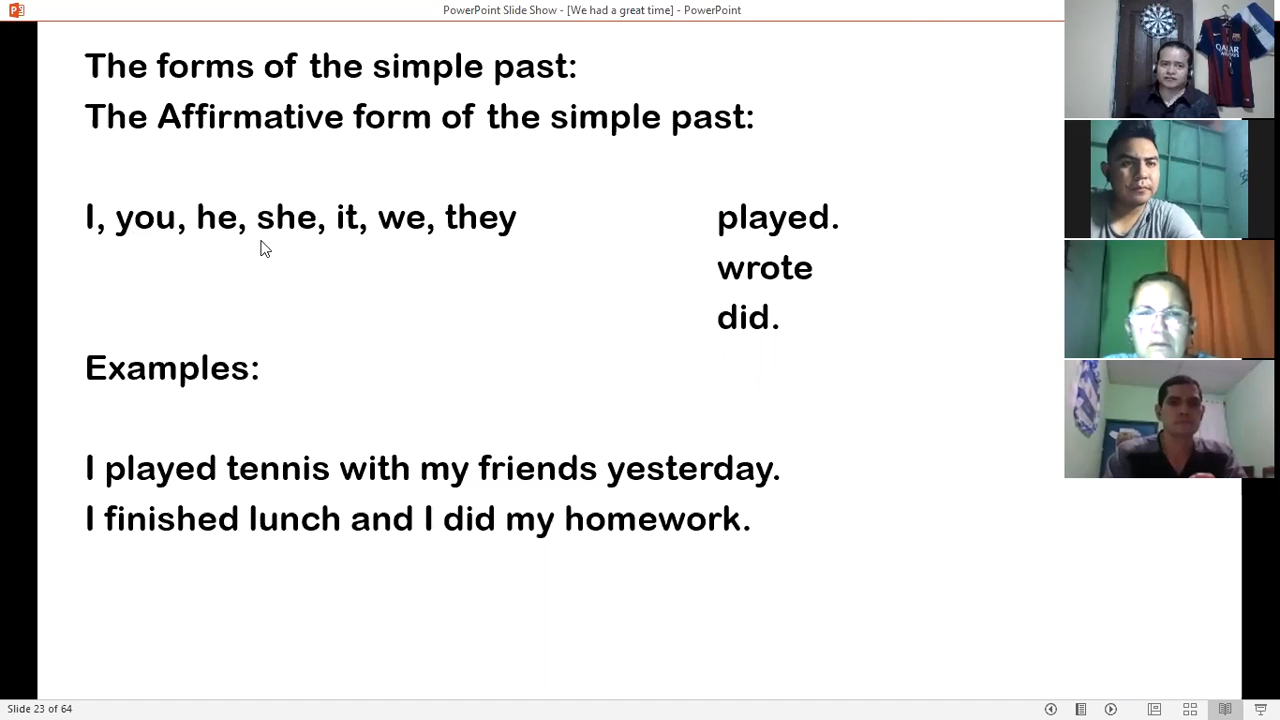 PowerPoint Slide Show - [We had a great time] - PowerPoint
The forms of the simple past:
The Affirmative form of the simple past:
I, you, he, she, it, we, they played.
wrote
did.
Examples:
I played tennis with my friends yesterday.
I finished lunch and I did my homework.
QATAR
Slide 23 of 64